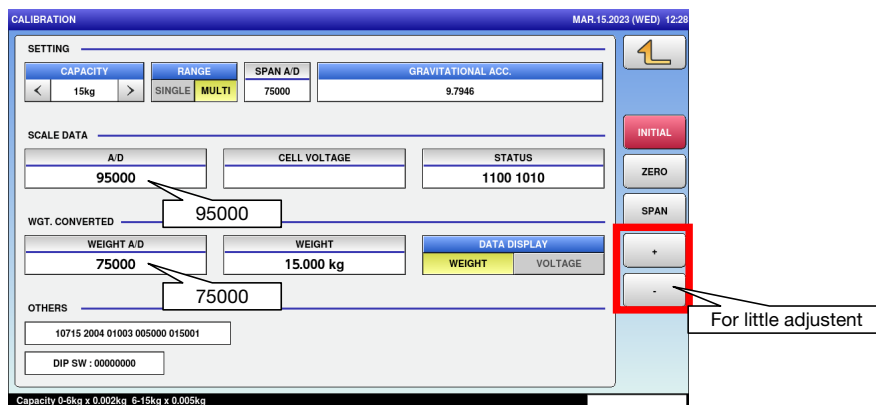 CALIBRATION MAR.15.2023 (WED) 12:28
SETTING
CAPACITY RANGE SPAN A/D GRAVITATIONAL ACC.
< 15kg > SINGLE MULTI 75000 9.7946
INITIAL
SCALE DATA
A/D CELL VOLTAGE STATUS
95000 1100 1010
ZERO
95000
SPAN
WGT. CONVERTED
WEIGHT A/D WEIGHT DATA DISPLAY
75000 15.000 kg WEIGHT VOLTAGE
+
75000
-
OTHERS
For little adjustent
10715 2004 01003 005000 015001
DIP SW : 00000000
Capacity 0-6kg x 0.002kg 6-15kg x 0.005kg